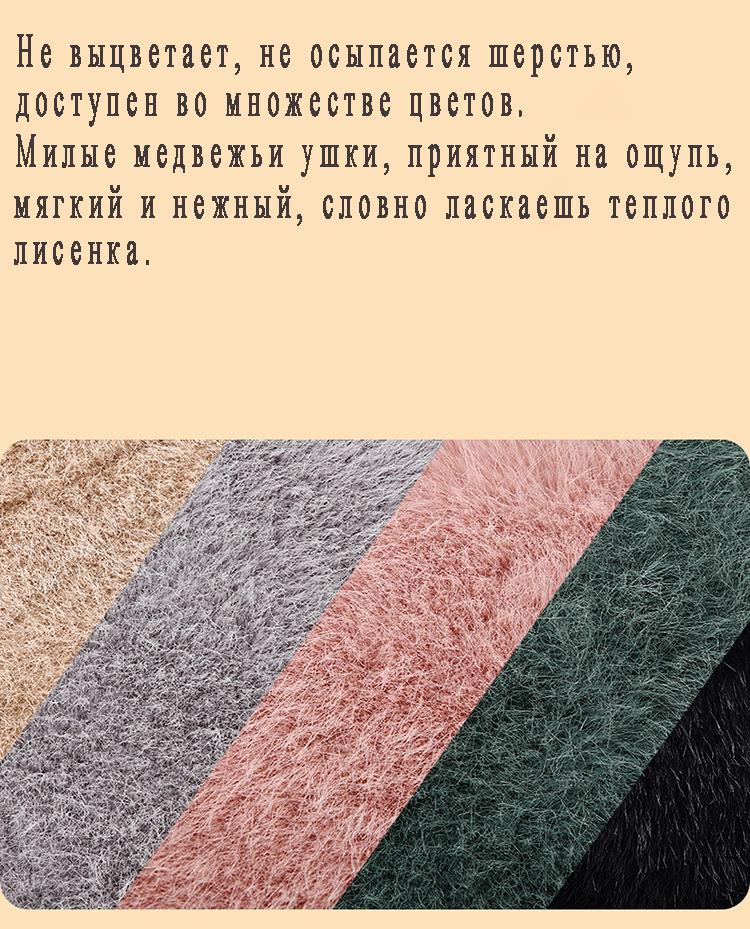 Не выцветает, не осыпается шерстью,
доступен во множестве цветов.
Милые медвежьи ушки, приятный на ощупь,
мягкий и нежный, словно ласкаешь теплого
лисенка.